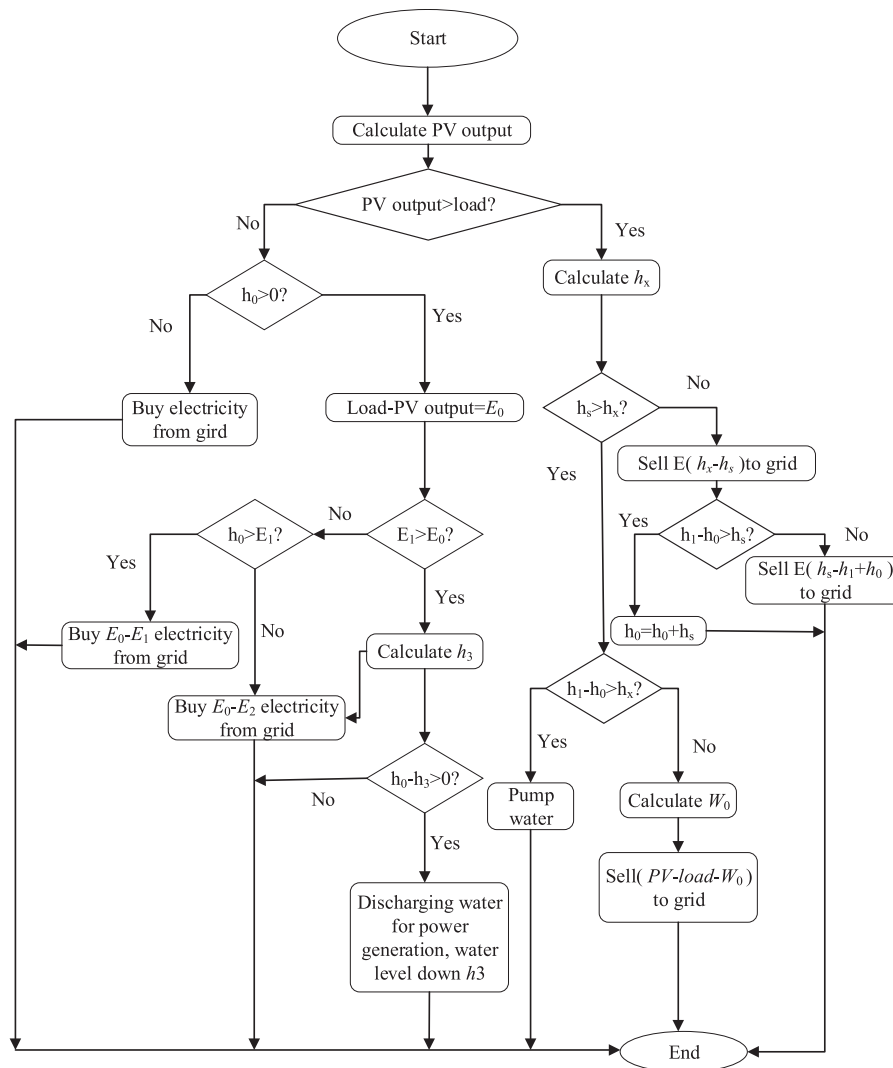 Start
Calculate PV output
PV output>load?
No
Yes
h₀>0?
Calculate hₓ
No
Yes
Buy electricity
from gird
Load-PV output=E₀
hₛ>hₓ?
No
Sell E( hₓ-hₛ )to grid
Yes
h₀>E₁?
No
E₁>E₀?
h₁-h₀>hₛ?
Yes
No
Yes
Sell E( hₛ-h₁+h₀ )
to grid
Yes
Buy E₀-E₁ electricity
from grid
No
Calculate h₃
h₀=h₀+hₛ
Buy E₀-E₂ electricity
from grid
h₁-h₀>hₓ?
Yes
No
h₀-h₃>0?
No
Pump
water
Calculate W₀
Yes
Sell( PV-load-W₀)
to grid
Discharging water
for power
generation, water
level down h3
End